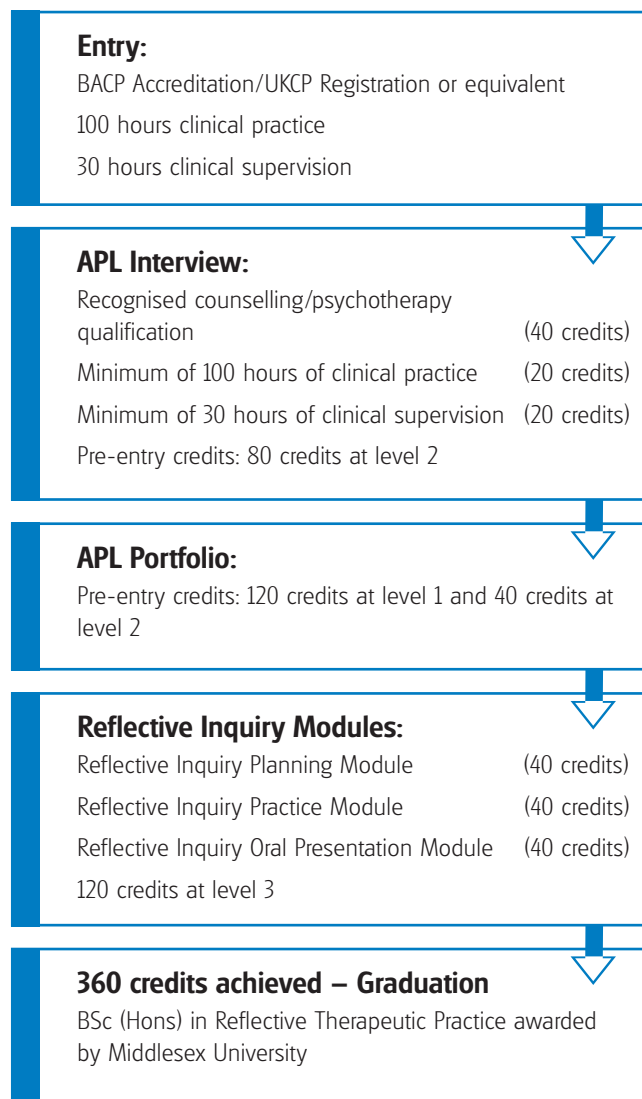 Entry:
BACP Accreditation/UKCP Registration or equivalent
100 hours clinical practice
30 hours clinical supervision
APL Interview:
Recognised counselling/psychotherapy
qualification (40 credits)
Minimum of 100 hours of clinical practice (20 credits)
Minimum of 30 hours of clinical supervision (20 credits)
Pre-entry credits: 80 credits at level 2
APL Portfolio:
Pre-entry credits: 120 credits at level 1 and 40 credits at
level 2
Reflective Inquiry Modules:
Reflective Inquiry Planning Module (40 credits)
Reflective Inquiry Practice Module (40 credits)
Reflective Inquiry Oral Presentation Module (40 credits)
120 credits at level 3
360 credits achieved – Graduation
BSc (Hons) in Reflective Therapeutic Practice awarded
by Middlesex University